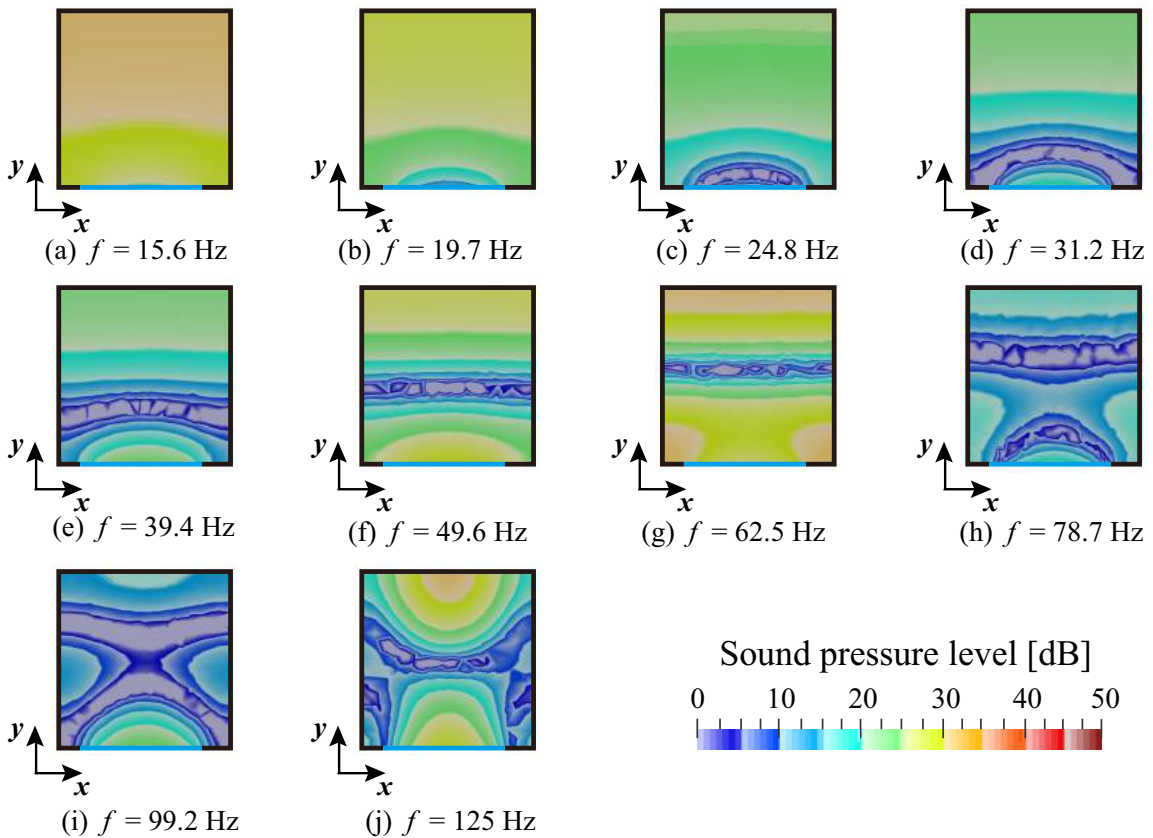 y
y
y
y
x
x
x
x
(a) f = 15.6 Hz
(b) f = 19.7 Hz
(c) f = 24.8 Hz
(d) f = 31.2 Hz
y
y
y
y
x
x
x
x
(e) f = 39.4 Hz
(f) f = 49.6 Hz
(g) f = 62.5 Hz
(h) f = 78.7 Hz
y
y
x
x
(i) f = 99.2 Hz
(j) f = 125 Hz
Sound pressure level [dB]
0 10 20 30 40 50